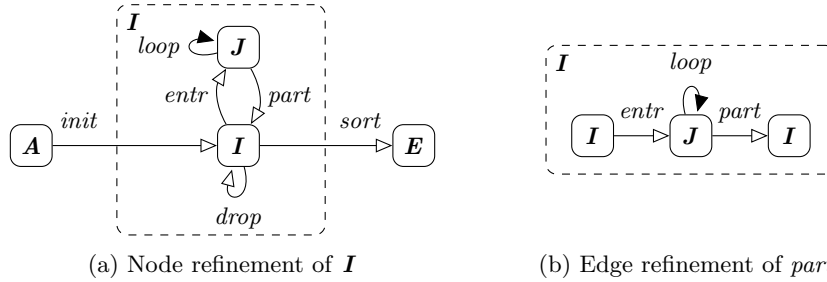 I
loop
J
entr
part
A
init
I
sort
E
drop
(a) Node refinement of I
I
loop
I
entr
J
part
I
(b) Edge refinement of par